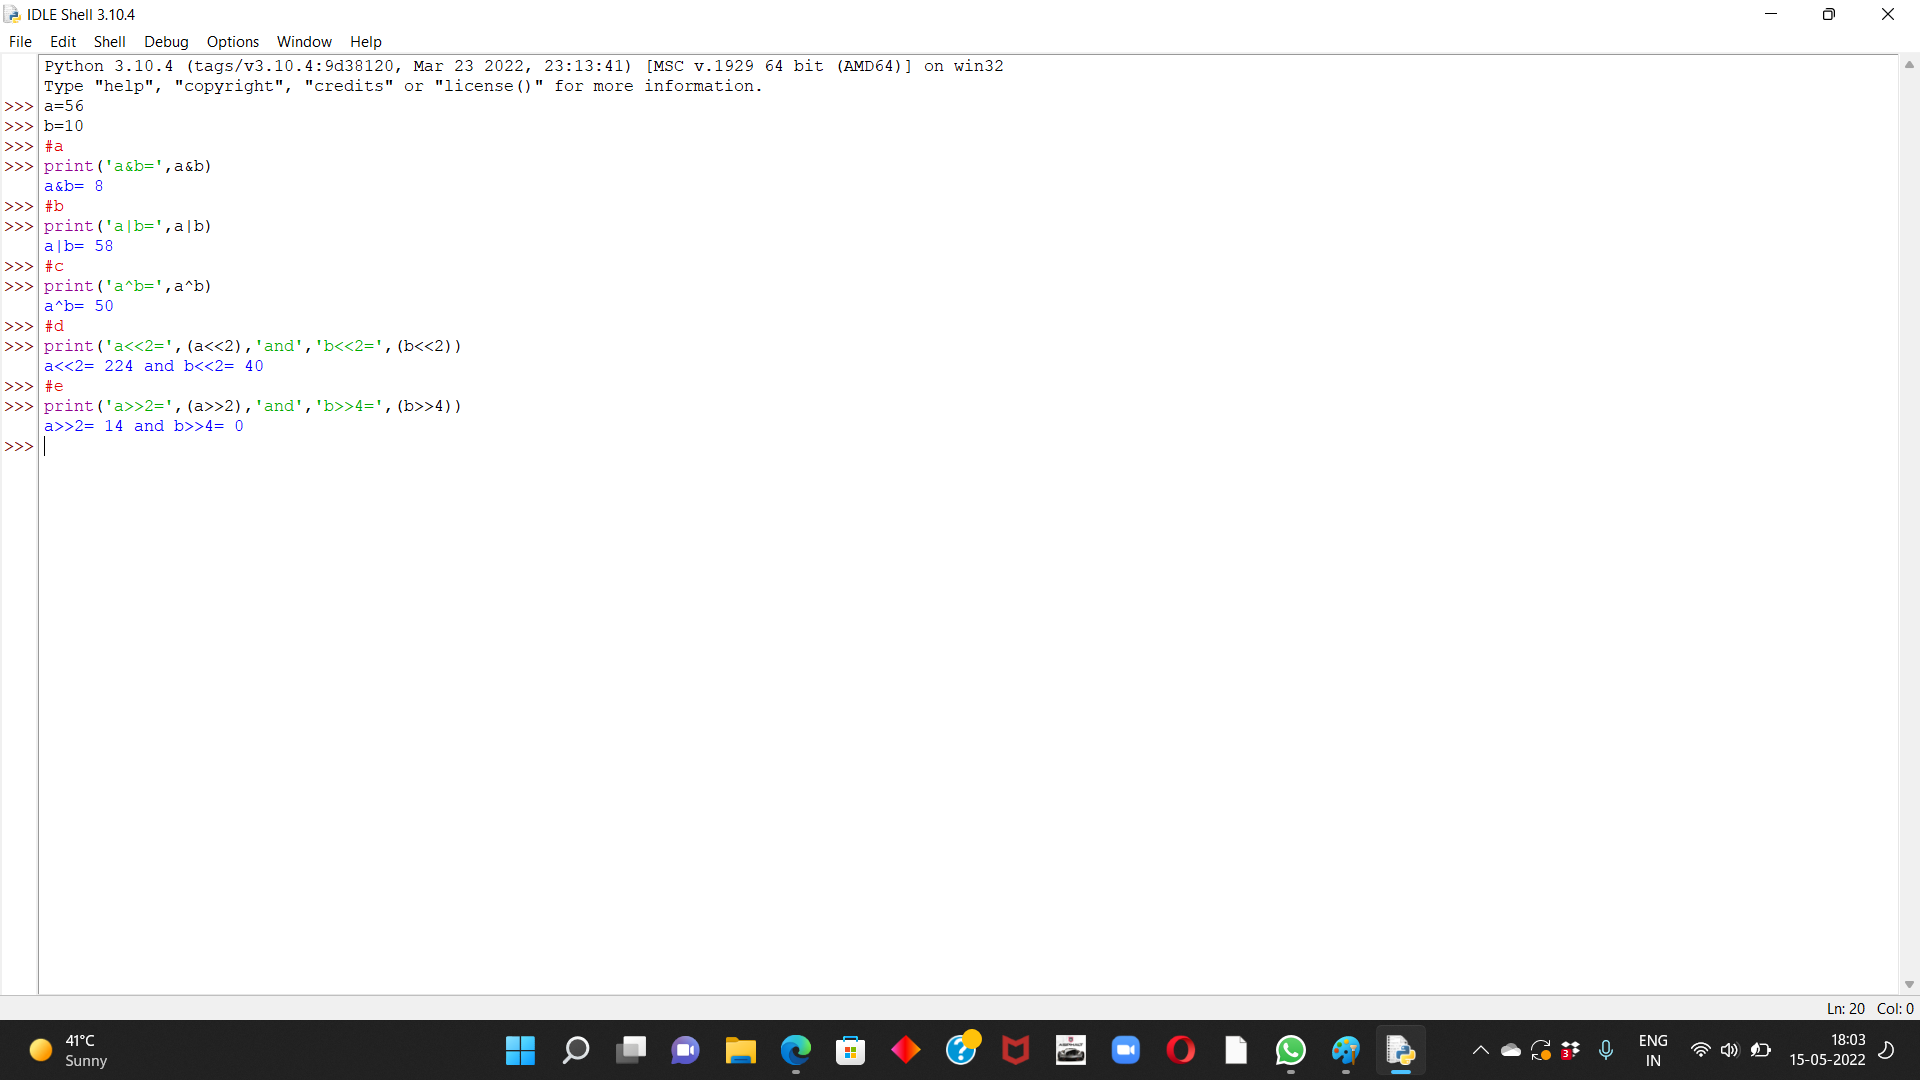 IDLE Shell 3.10.4
File Edit Shell Debug Options Window Help
Python 3.10.4 (tags/v3.10.4:9d38120, Mar 23 2022, 23:13:41) [MSC v.1929 64 bit (AMD64)] on win32
Type "help", "copyright", "credits" or "license()" for more information.
>>> a=56
>>> b=10
>>> #a
>>> print('a&b=',a&b)
a&b= 8
>>> #b
>>> print('a|b=',a|b)
a|b= 58
>>> #c
>>> print('a^b=',a^b)
a^b= 50
>>> #d
>>> print('a<<2=',(a<<2),'and','b<<2=',(b<<2))
a<<2= 224 and b<<2= 40
>>> #e
>>> print('a>>2=',(a>>2),'and','b>>4=',(b>>4))
a>>2= 14 and b>>4= 0
>>>
Ln: 20 Col: 0
41°C
Sunny
ASPHALT
3
ENG
IN
18:03
15-05-2022